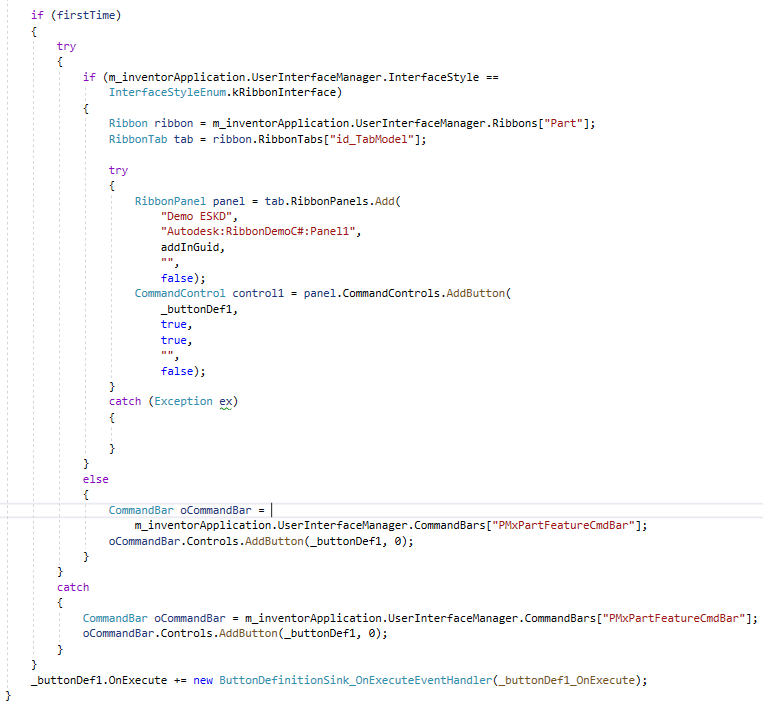 if (firstTime)
{
try
{
if (m_inventorApplication.UserInterfaceManager.InterfaceStyle ==
InterfaceStyleEnum.kRibbonInterface)
{
Ribbon ribbon = m_inventorApplication.UserInterfaceManager.Ribbons["Part"];
RibbonTab tab = ribbon.RibbonTabs["id_TabModel"];
try
{
RibbonPanel panel = tab.RibbonPanels.Add(
"Demo ESKD",
"Autodesk:RibbonDemoC#:Panel1",
addInGuid,
"",
false);
CommandControl control1 = panel.CommandControls.AddButton(
_buttonDef1,
true,
true,
"",
false);
}
catch (Exception ex)
{
}
}
else
{
CommandBar oCommandBar =
m_inventorApplication.UserInterfaceManager.CommandBars["PMxPartFeatureCmdBar"];
oCommandBar.Controls.AddButton(_buttonDef1, 0);
}
}
catch
{
CommandBar oCommandBar = m_inventorApplication.UserInterfaceManager.CommandBars["PMxPartFeatureCmdBar"];
oCommandBar.Controls.AddButton(_buttonDef1, 0);
}
}
_buttonDef1.OnExecute += new ButtonDefinitionSink_OnExecuteEventHandler(_buttonDef1_OnExecute);
}